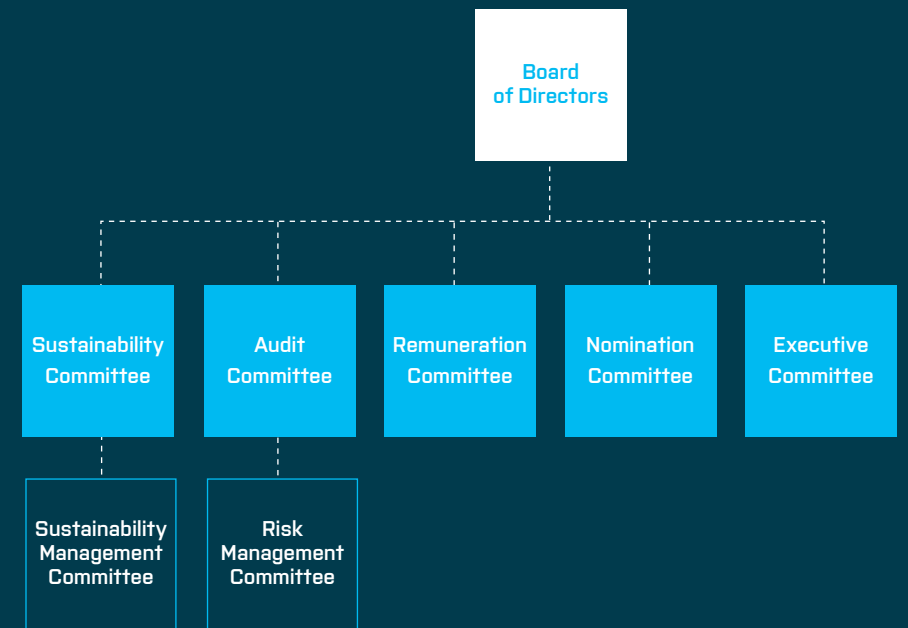 Board
of Directors
Sustainability
Committee
Audit
Committee
Remuneration
Committee
Nomination
Committee
Executive
Committee
Sustainability
Management
Committee
Risk
Management
Committee